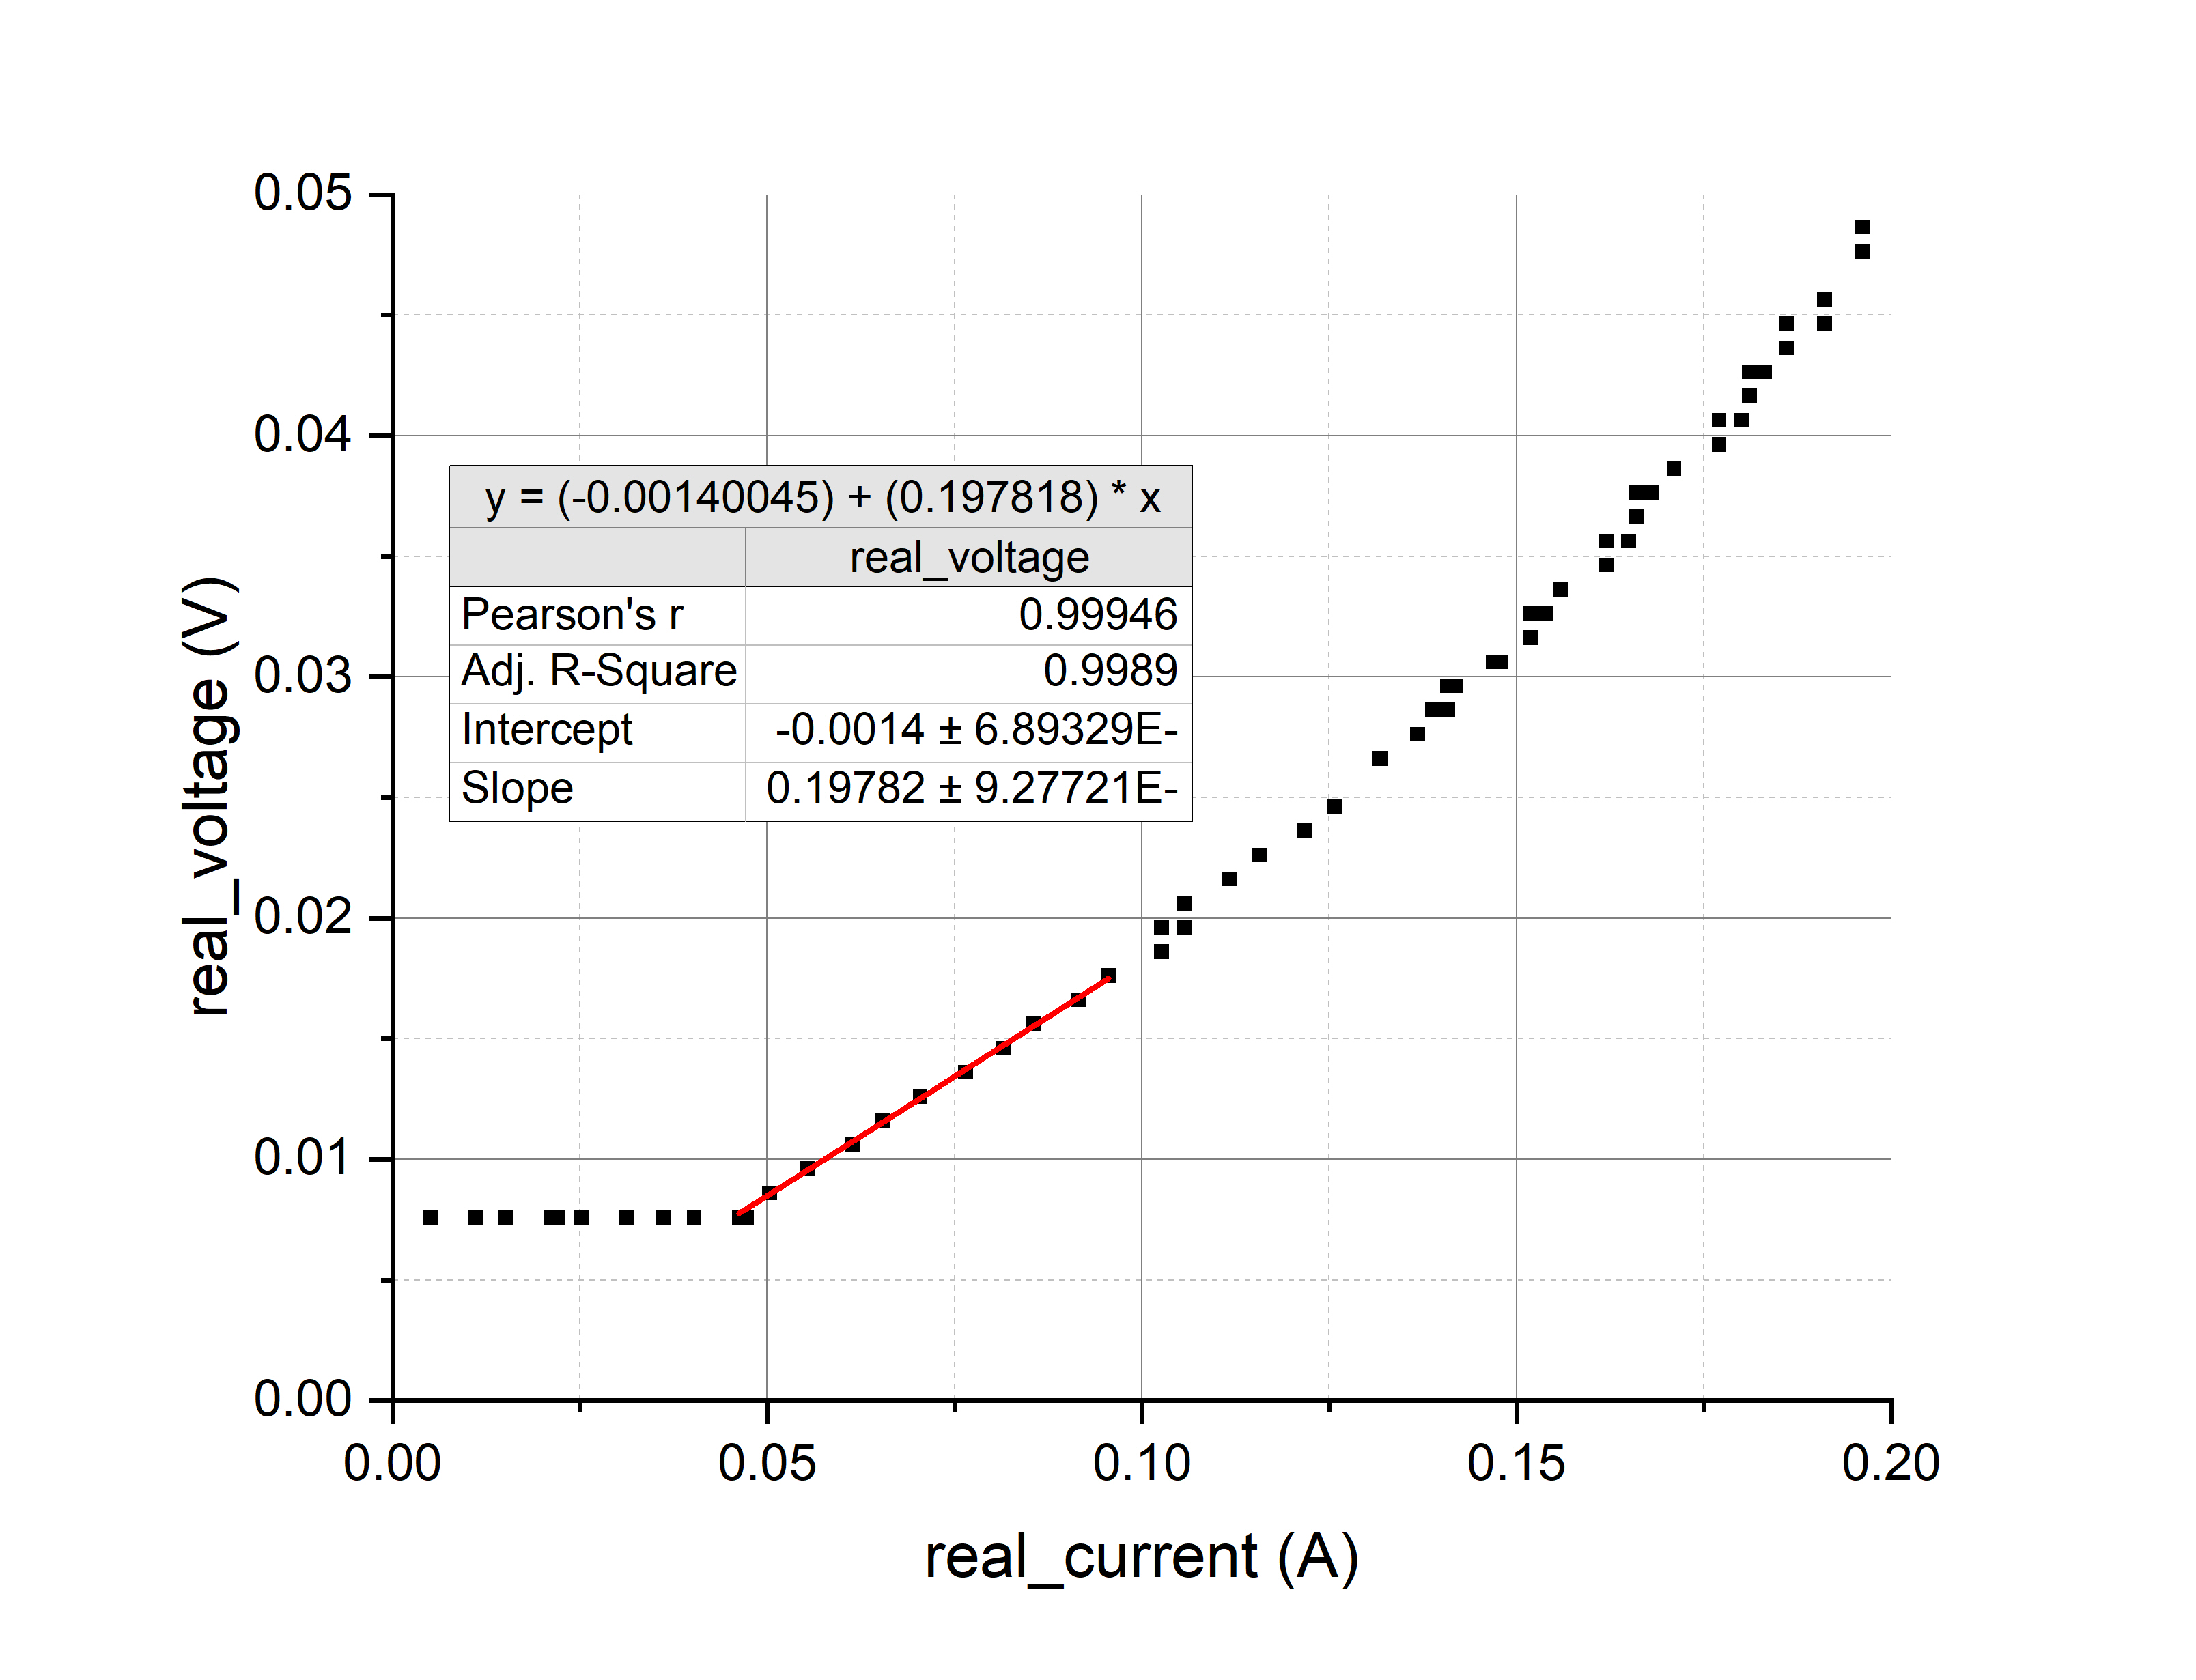 0.05
0.04
0.03
0.02
0.01
0.00
real_voltage (V)
y = (-0.00140045) + (0.197818) * x
real_voltage
Pearson's r 0.99946
Adj. R-Square 0.9989
Intercept -0.0014 ± 6.89329E-
Slope 0.19782 ± 9.27721E-
0.00 0.05 0.10 0.15 0.20
real_current (A)